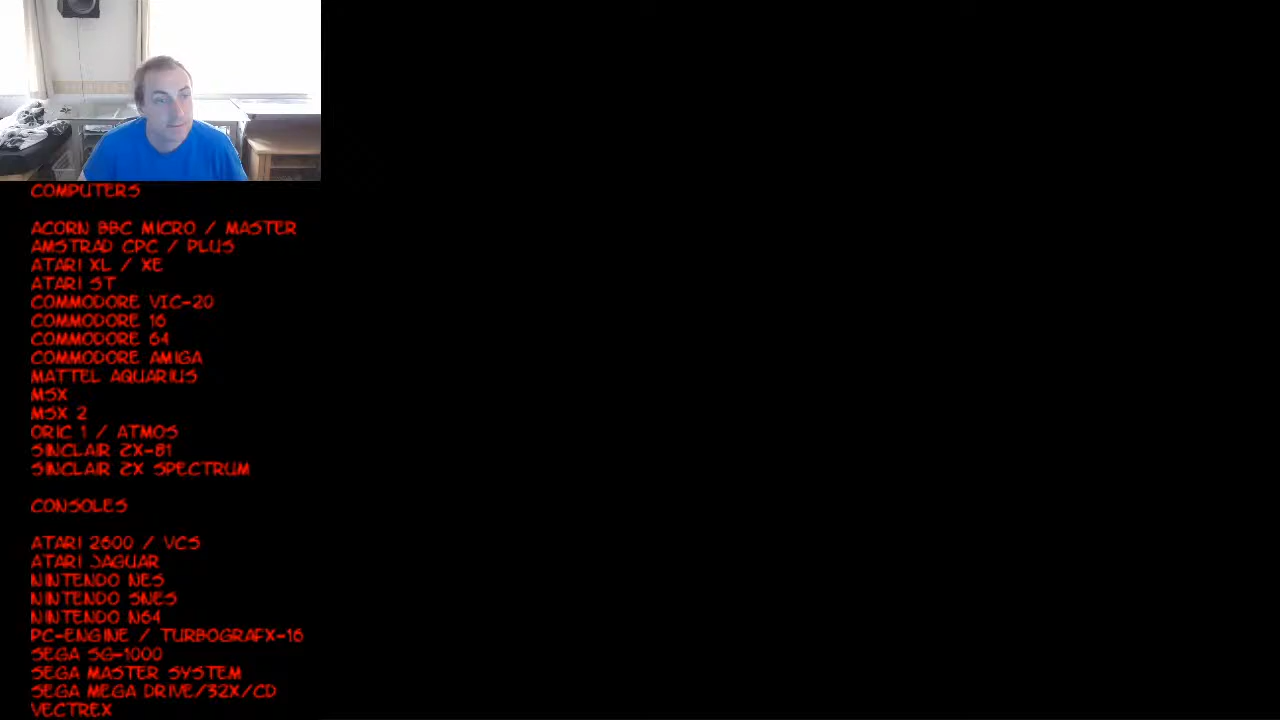 COMPUTERS
ACORN BBC MICRO / MASTER
AMSTRAD CPC / PLUS
ATARI XL / XE
ATARI ST
COMMODORE VIC-20
COMMODORE 16
COMMODORE 64
COMMODORE AMIGA
MATTEL AQUARIUS
MSX
MSX 2
ORIC 1 / ATMOS
SINCLAIR ZX-81
SINCLAIR ZX SPECTRUM
CONSOLES
ATARI 2600 / VCS
ATARI JAGUAR
NINTENDO NES
NINTENDO SNES
NINTENDO N64
PC-ENGINE / TURBOGRAFX-16
SEGA SG-1000
SEGA MASTER SYSTEM
SEGA MEGA DRIVE/32X/CD
VECTREX